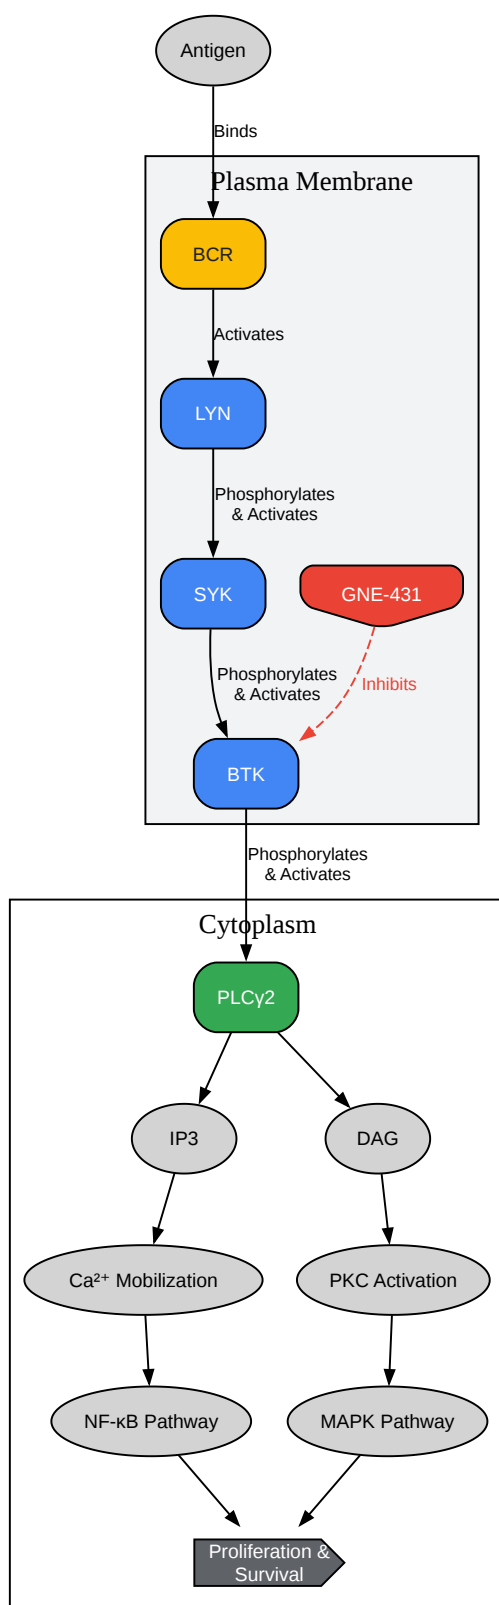 Antigen
Binds
Plasma Membrane
BCR
Activates
LYN
Phosphorylates
& Activates
SYK
GNE-431
Phosphorylates
& Activates
Inhibits
BTK
Phosphorylates
& Activates
Cytoplasm
PLCγ2
IP3
DAG
Ca²⁺ Mobilization
PKC Activation
NF-κB Pathway
MAPK Pathway
Proliferation &
Survival